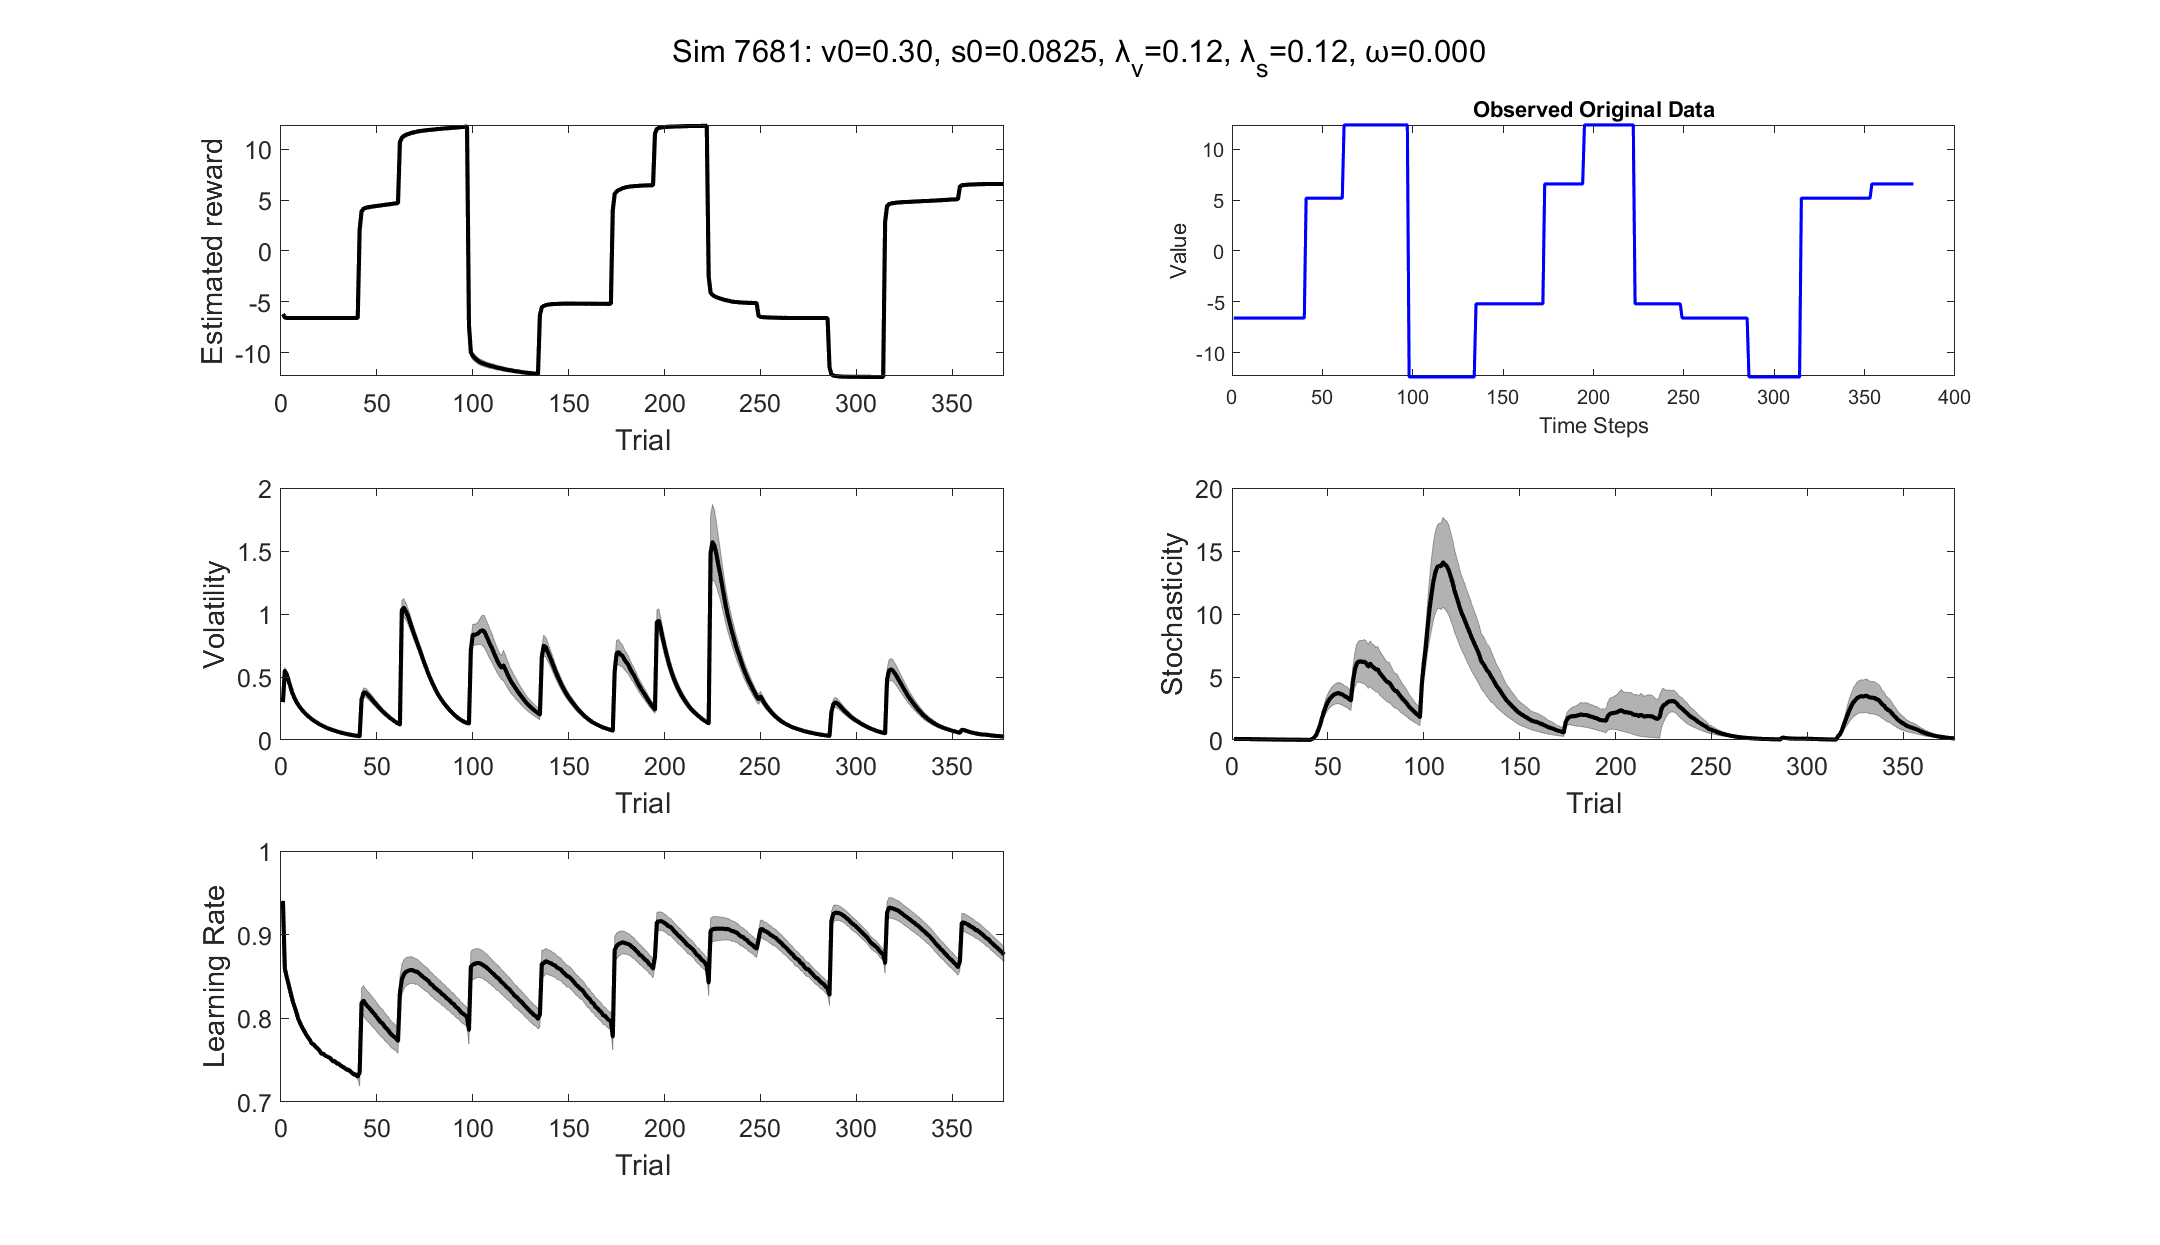 Sim 7681: v0=0.30, s0=0.0825, λv=0.12, λs=0.12, ω=0.000
Estimated reward
10
5
0
-5
-10
0 50 100 150 200 250 300 350
Trial
Observed Original Data
Value
10
5
0
-5
-10
0 50 100 150 200 250 300 350 400
Time Steps
Volatility
2
1.5
1
0.5
0
0 50 100 150 200 250 300 350
Trial
Stochasticity
20
15
10
5
0
0 50 100 150 200 250 300 350
Trial
Learning Rate
1
0.9
0.8
0.7
0 50 100 150 200 250 300 350
Trial